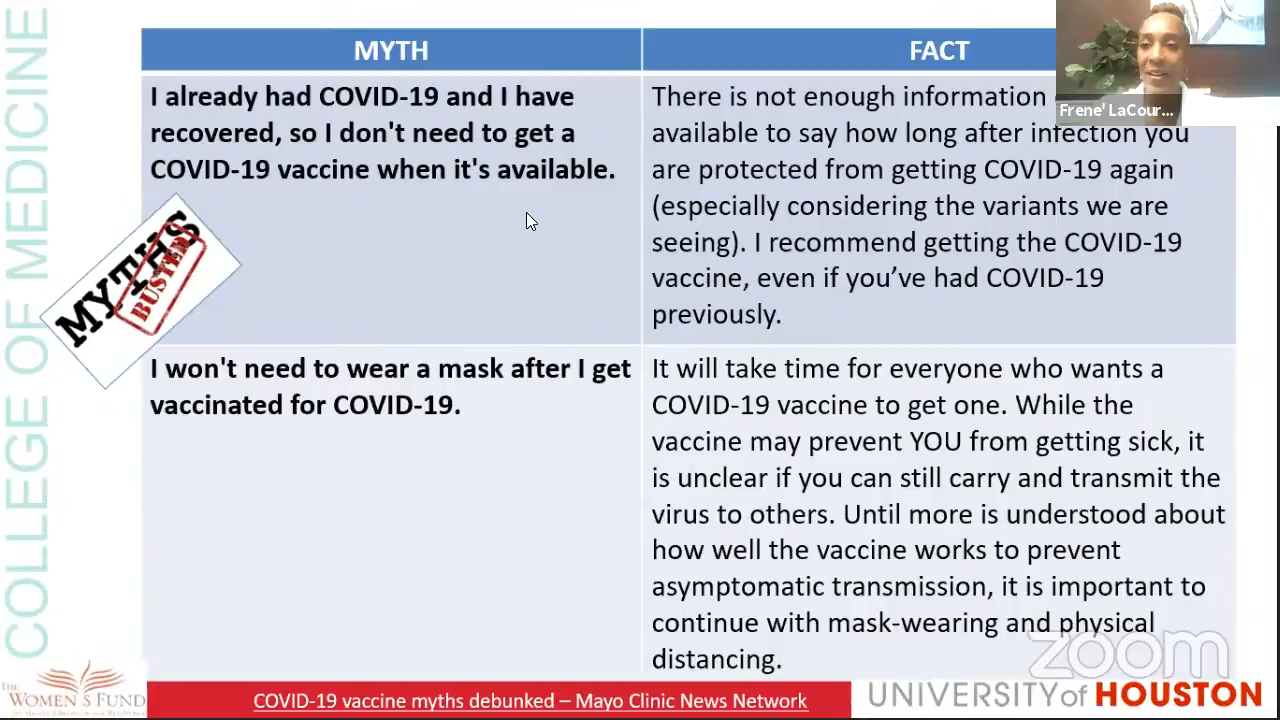 COLLEGE OF MEDICINE
MYTH
FACT
I already had COVID-19 and I have
recovered, so I don't need to get a
COVID-19 vaccine when it's available.
There is not enough information
available to say how long after infection you
are protected from getting COVID-19 again
(especially considering the variants we are
seeing). I recommend getting the COVID-19
vaccine, even if you’ve had COVID-19
previously.
Frene' LaCour...
MYTHS
BUSTED
I won't need to wear a mask after I get
vaccinated for COVID-19.
It will take time for everyone who wants a
COVID-19 vaccine to get one. While the
vaccine may prevent YOU from getting sick, it
is unclear if you can still carry and transmit the
virus to others. Until more is understood about
how well the vaccine works to prevent
asymptomatic transmission, it is important to
continue with mask-wearing and physical
distancing.
zoom
THE
WOMEN'S FUND
COVID-19 vaccine myths debunked – Mayo Clinic News Network
UNIVERSITY of HOUSTON